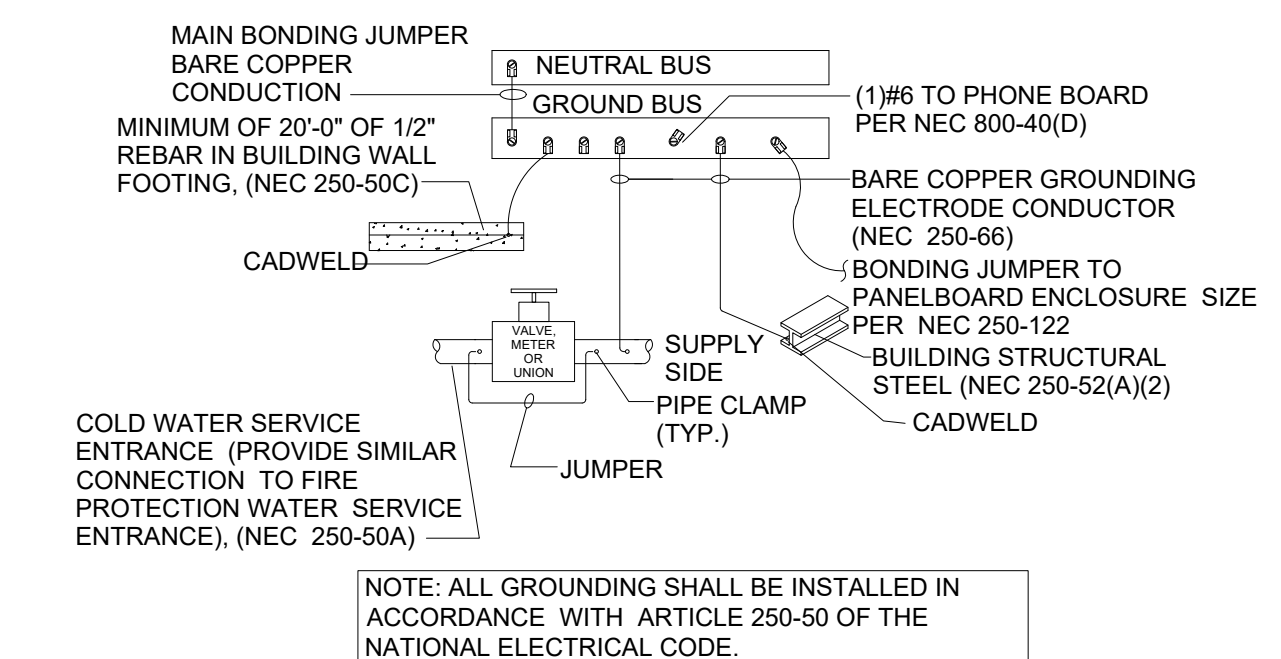 MAIN BONDING JUMPER
BARE COPPER
CONDUCTION
NEUTRAL BUS
GROUND BUS
(1)#6 TO PHONE BOARD
PER NEC 800-40(D)
MINIMUM OF 20'-0" OF 1/2"
REBAR IN BUILDING WALL
FOOTING, (NEC 250-50C)
CADWELD
BARE COPPER GROUNDING
ELECTRODE CONDUCTOR
(NEC 250-66)
BONDING JUMPER TO
PANELBOARD ENCLOSURE SIZE
PER NEC 250-122
BUILDING STRUCTURAL
STEEL (NEC 250-52(A)(2)
CADWELD
VALVE,
METER
OR
UNION
SUPPLY
SIDE
PIPE CLAMP
(TYP.)
JUMPER
COLD WATER SERVICE
ENTRANCE (PROVIDE SIMILAR
CONNECTION TO FIRE
PROTECTION WATER SERVICE
ENTRANCE), (NEC 250-50A)
NOTE: ALL GROUNDING SHALL BE INSTALLED IN
ACCORDANCE WITH ARTICLE 250-50 OF THE
NATIONAL ELECTRICAL CODE.